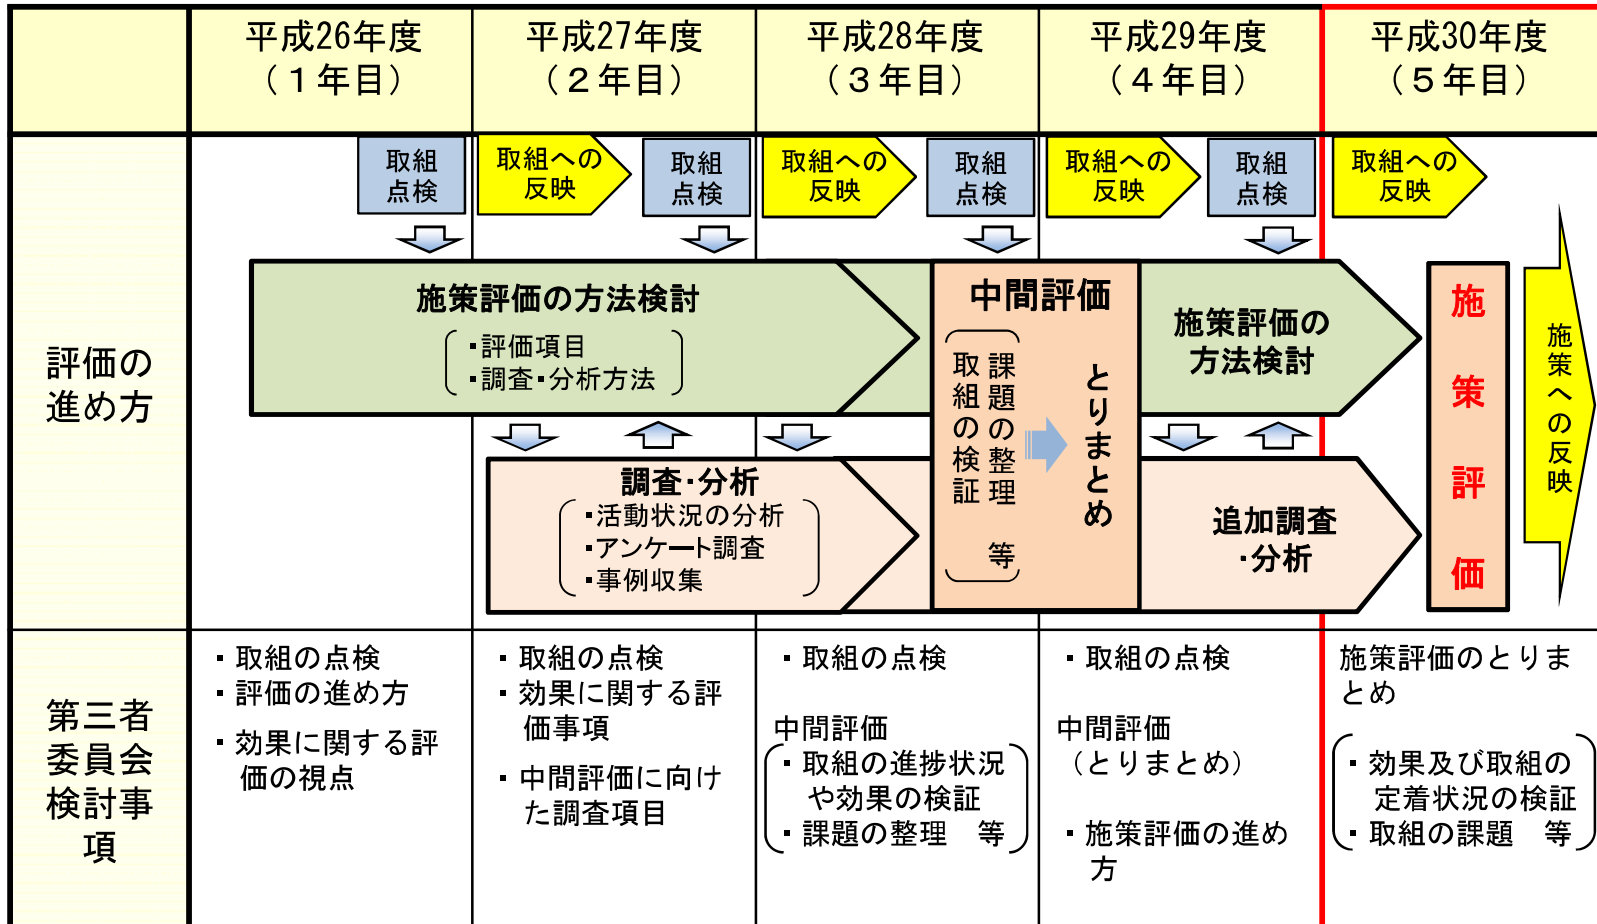 平成26年度
（１年目）
平成27年度
（２年目）
平成28年度
（３年目）
平成29年度
（４年目）
平成30年度
（５年目）
評価の
進め方
取組
点検
取組への
反映
取組
点検
取組への
反映
取組
点検
取組への
反映
取組
点検
取組への
反映
施策評価の方法検討
・評価項目
・調査・分析方法
調査・分析
・活動状況の分析
・アンケート調査
・事例収集
中間評価
課題の整理　等
取組の検証
とりまとめ
施策評価の
方法検討
追加調査
・分析
施策評価
施策への反映
第三者
委員会
検討事
項
・取組の点検
・評価の進め方
・効果に関する評
価の視点
・取組の点検
・効果に関する評
価事項
・中間評価に向け
た調査項目
・取組の点検
中間評価
・取組の進捗状況
や効果の検証
・課題の整理　等
・取組の点検
中間評価
（とりまとめ）
・施策評価の進め
方
施策評価のとりま
とめ
・効果及び取組の
定着状況の検証
・取組の課題　等